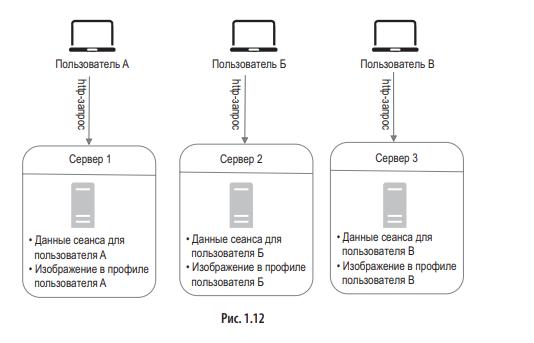 Пользователь А
Пользователь Б
Пользователь В
http-запрос
http-запрос
http-запрос
Сервер 1
• Данные сеанса для
пользователя А
• Изображение в профиле
пользователя А
Сервер 2
• Данные сеанса для
пользователя Б
• Изображение в профиле
пользователя Б
Сервер 3
• Данные сеанса для
пользователя В
• Изображение в профиле
пользователя В
Рис. 1.12